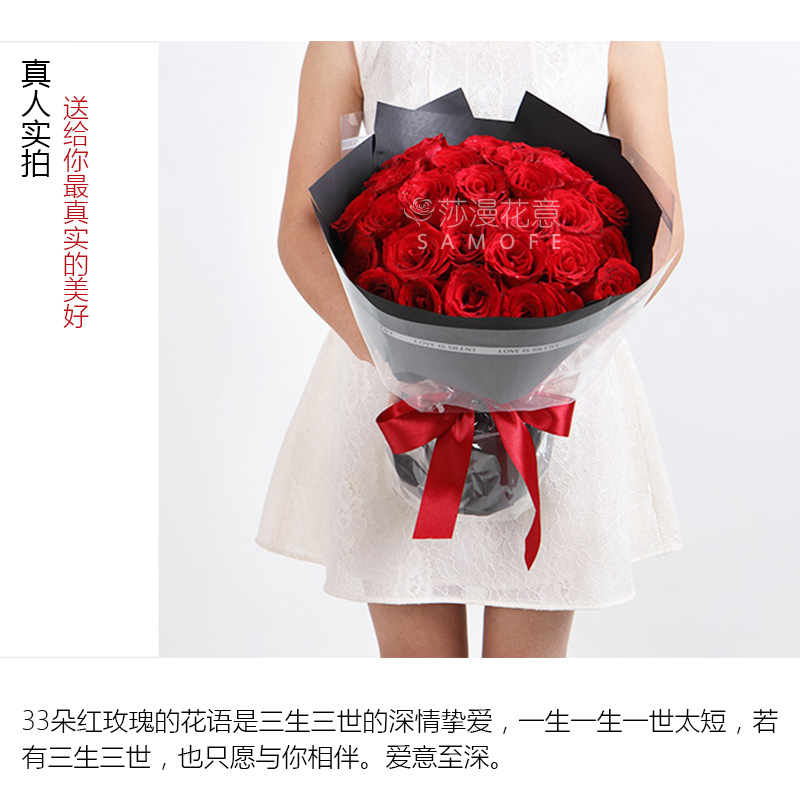 真人实拍
送给你最真实的美好
莎漫花意
SAMOFE
LOVE IS SILENT LOVE IS SILENT
33朵红玫瑰的花语是三生三世的深情挚爱，一生一生一世太短，若
有三生三世，也只愿与你相伴。爱意至深。